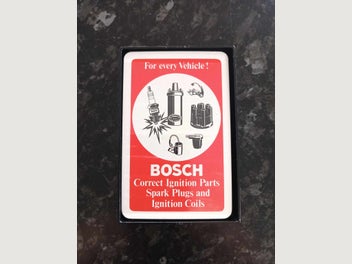 For every Vehicle!
BOSCH
Correct Ignition Parts
Spark Plugs and
Ignition Coils